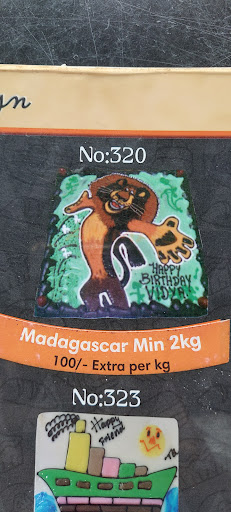 No:320
HAPPY
BIRTHDAY
VIDYA
Madagascar Min 2kg
100/- Extra per kg
No:323
Happy